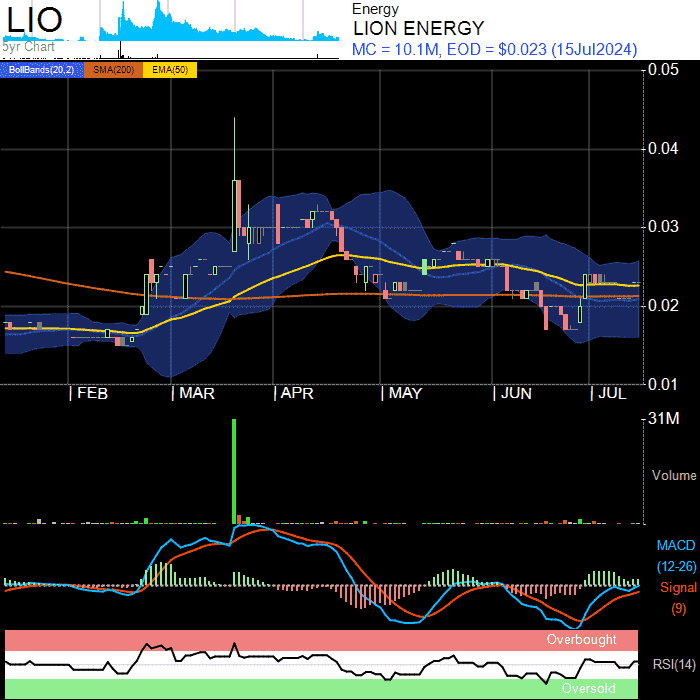 LIO
5yr Chart
Energy
LION ENERGY
MC = 10.1M, EOD = $0.023 (15Jul2024)
BollBands(20,2) SMA(200) EMA(50)
0.05
0.04
0.03
0.02
0.01
FEB MAR APR MAY JUN JUL
31M
Volume
MACD
(12-26)
Signal
(9)
Overbought
RSI(14)
Oversold